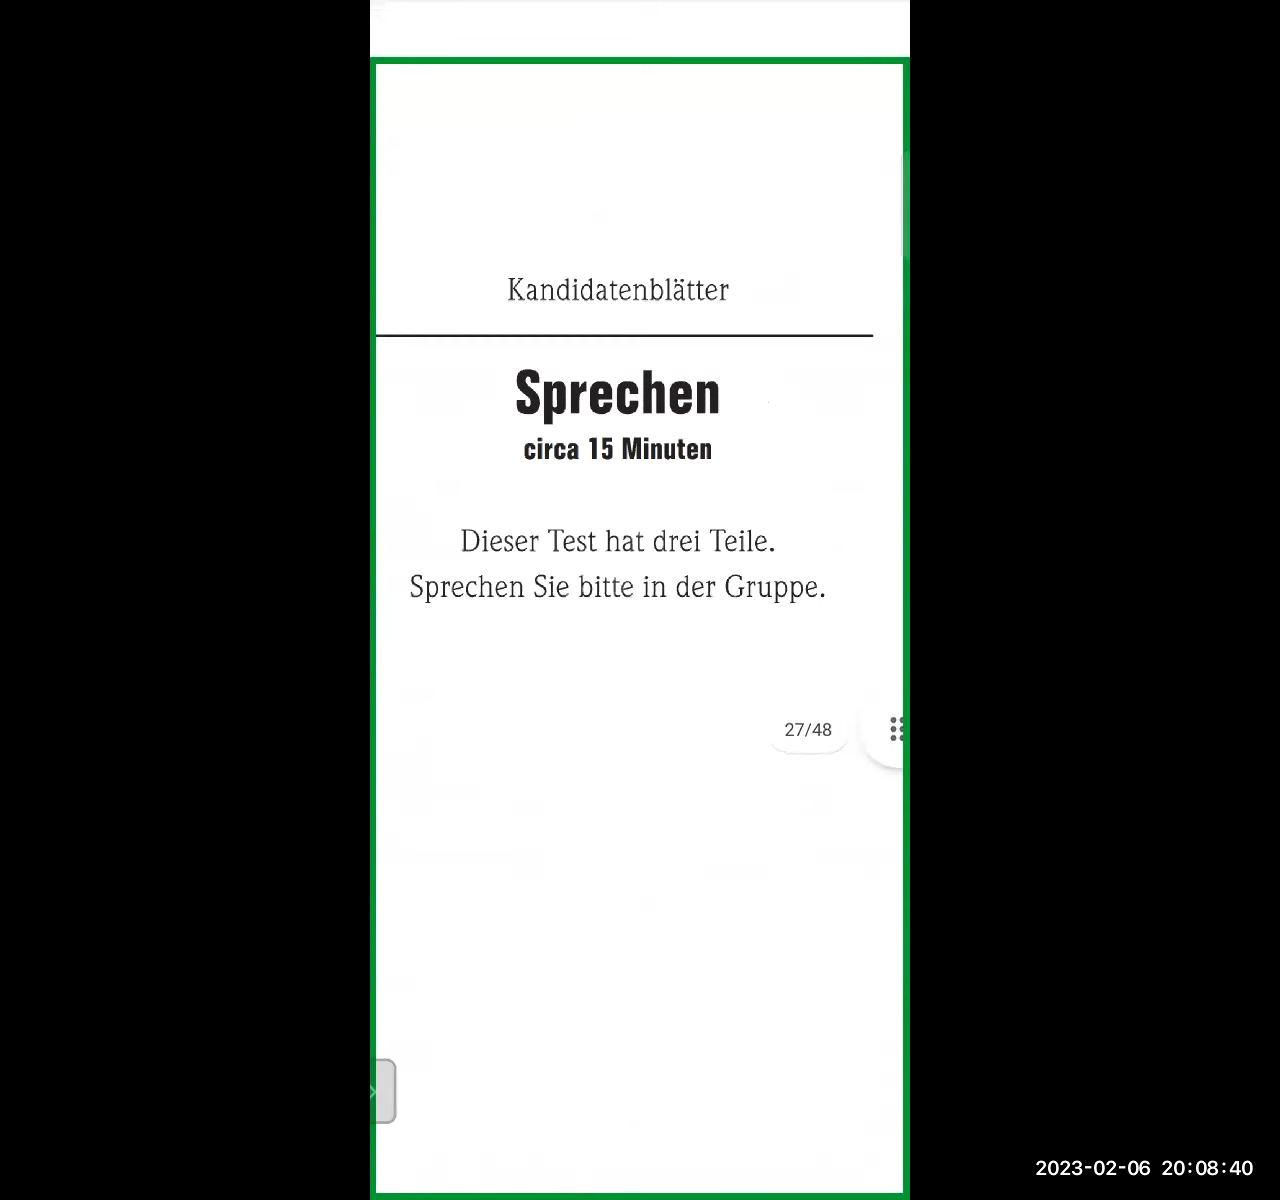 Kandidatenblätter
Sprechen
circa 15 Minuten
Dieser Test hat drei Teile.
Sprechen Sie bitte in der Gruppe.
27/48
2023-02-06 20:08:40